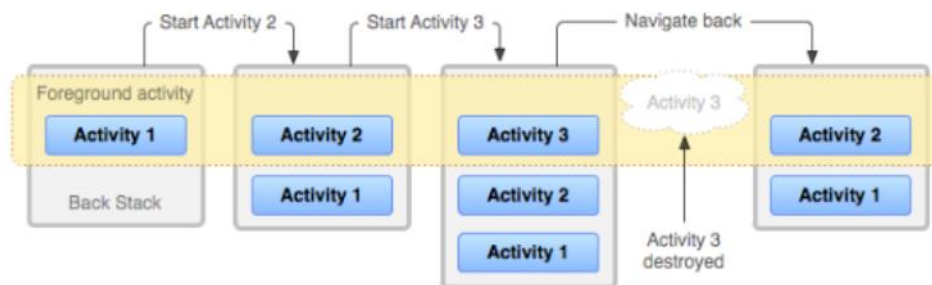 Start Activity 2
Start Activity 3
Navigate back
Foreground activity
Activity 1
Back Stack
Activity 2
Activity 1
Activity 3
Activity 2
Activity 1
Activity 3
Activity 3
destroyed
Activity 2
Activity 1